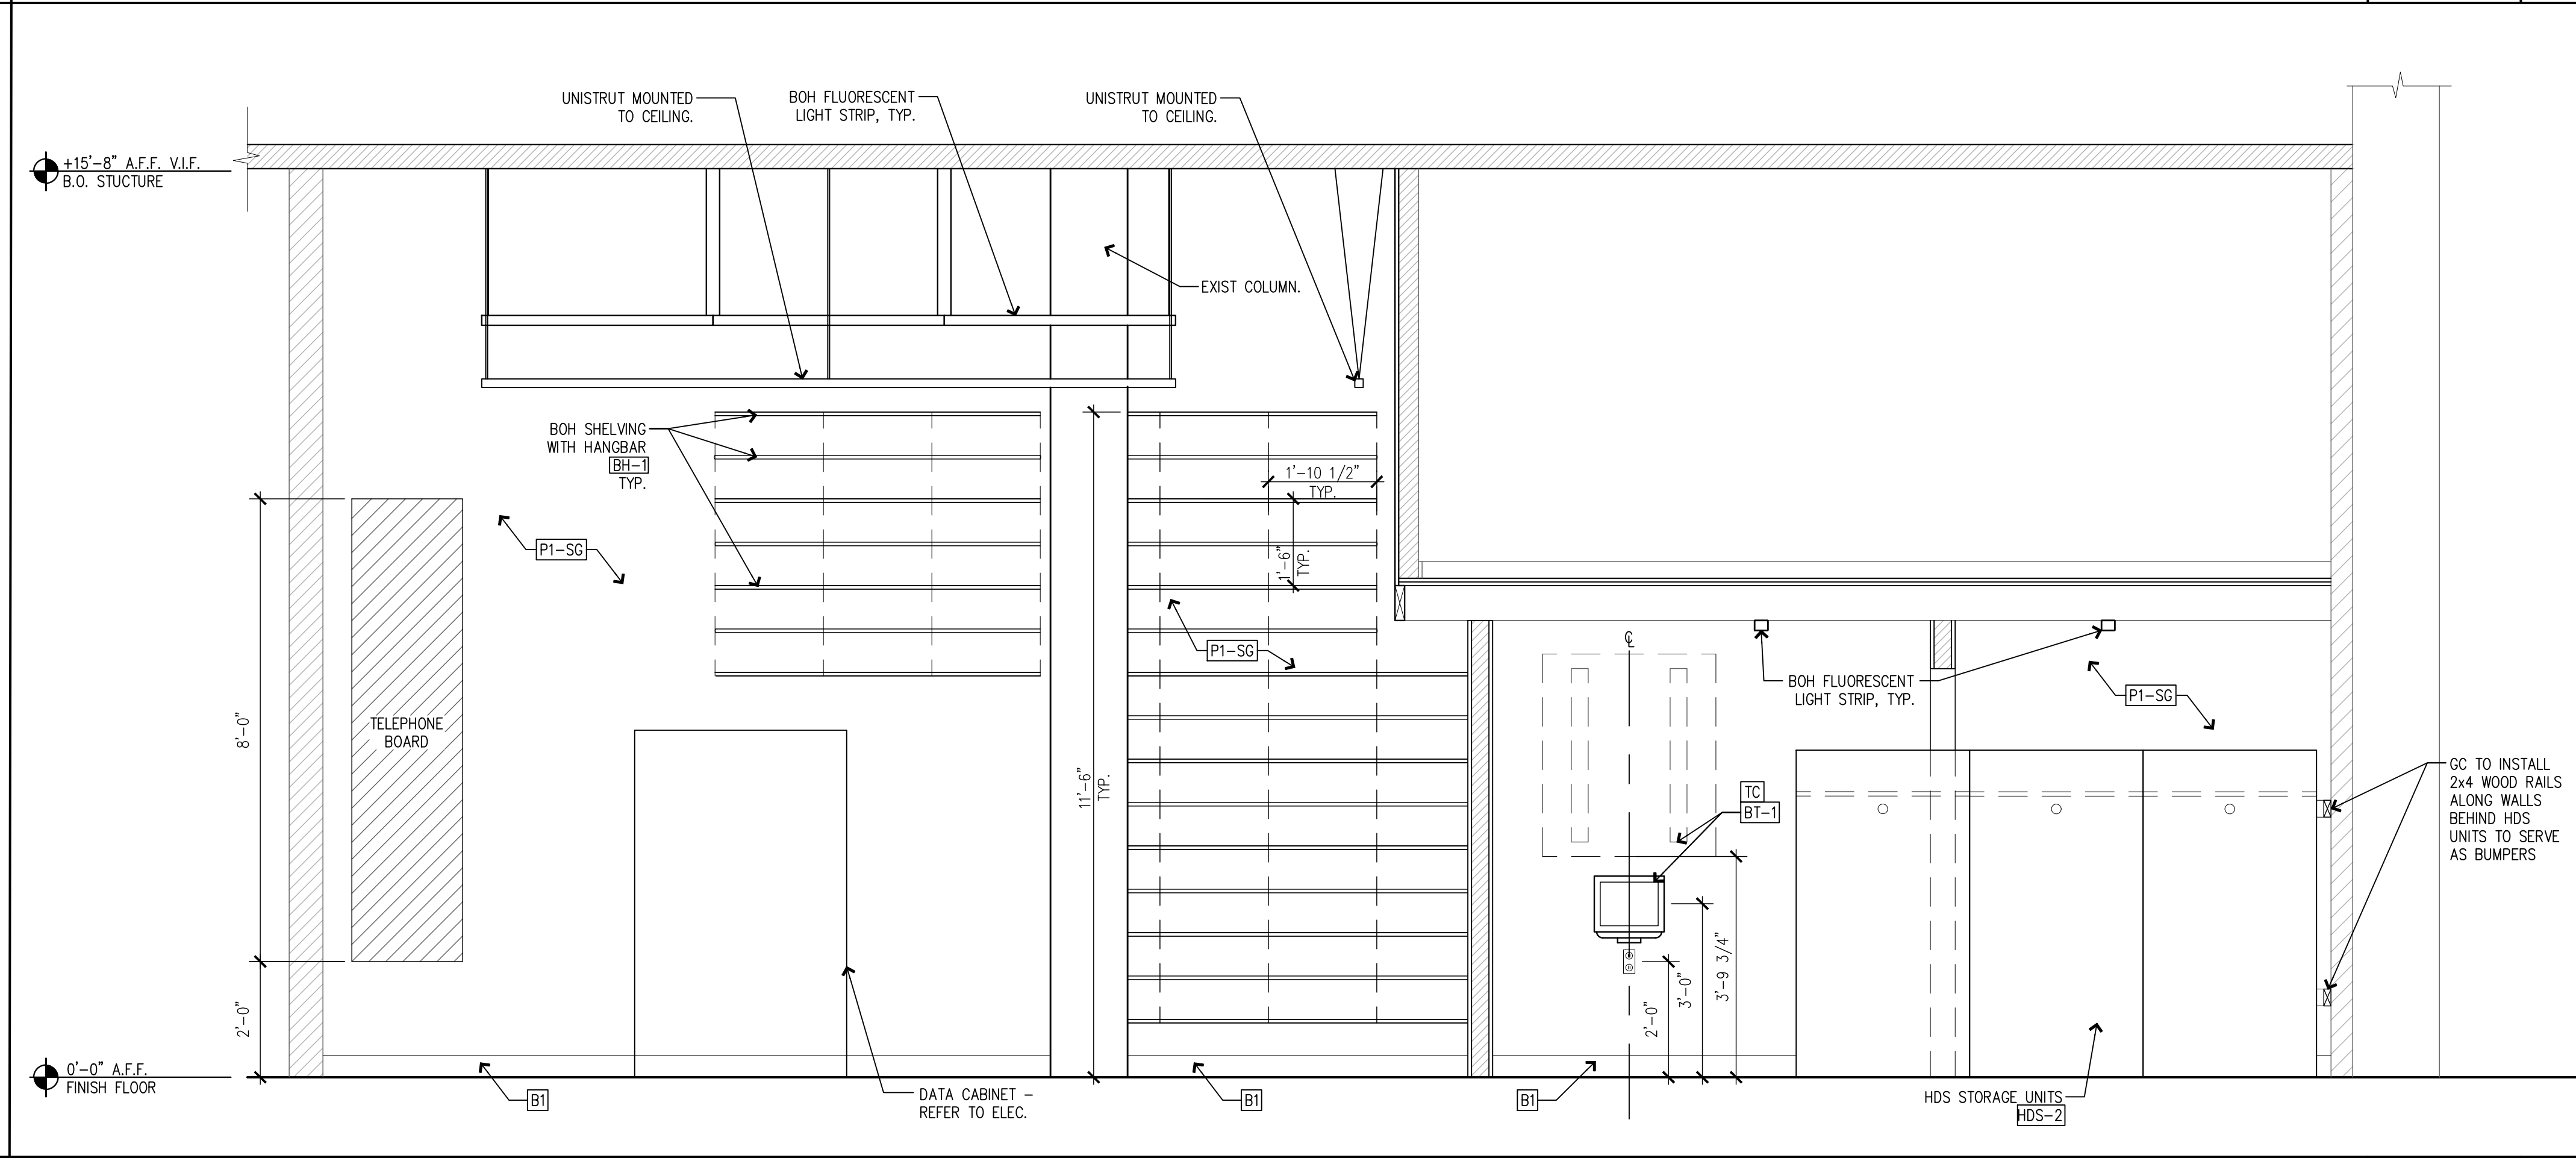 UNISTRUT MOUNTED
TO CEILING.
BOH FLUORESCENT
LIGHT STRIP, TYP.
UNISTRUT MOUNTED
TO CEILING.
+15'-8" A.F.F. V.I.F.
B.O. STUCTURE
EXIST COLUMN.
BOH SHELVING
WITH HANGBAR
BH-1
TYP.
1'-10 1/2"
TYP.
P1-SG
1'-6"
TYP.
P1-SG
℄
BOH FLUORESCENT
LIGHT STRIP, TYP.
P1-SG
8'-0"
TELEPHONE
BOARD
11'-6"
TYP.
TC
BT-1
GC TO INSTALL
2x4 WOOD RAILS
ALONG WALLS
BEHIND HDS
UNITS TO SERVE
AS BUMPERS
2'-0"
2'-0"
3'-0"
3'-9 3/4"
0'-0" A.F.F.
FINISH FLOOR
B1
DATA CABINET -
REFER TO ELEC.
B1
B1
HDS STORAGE UNITS
HDS-2